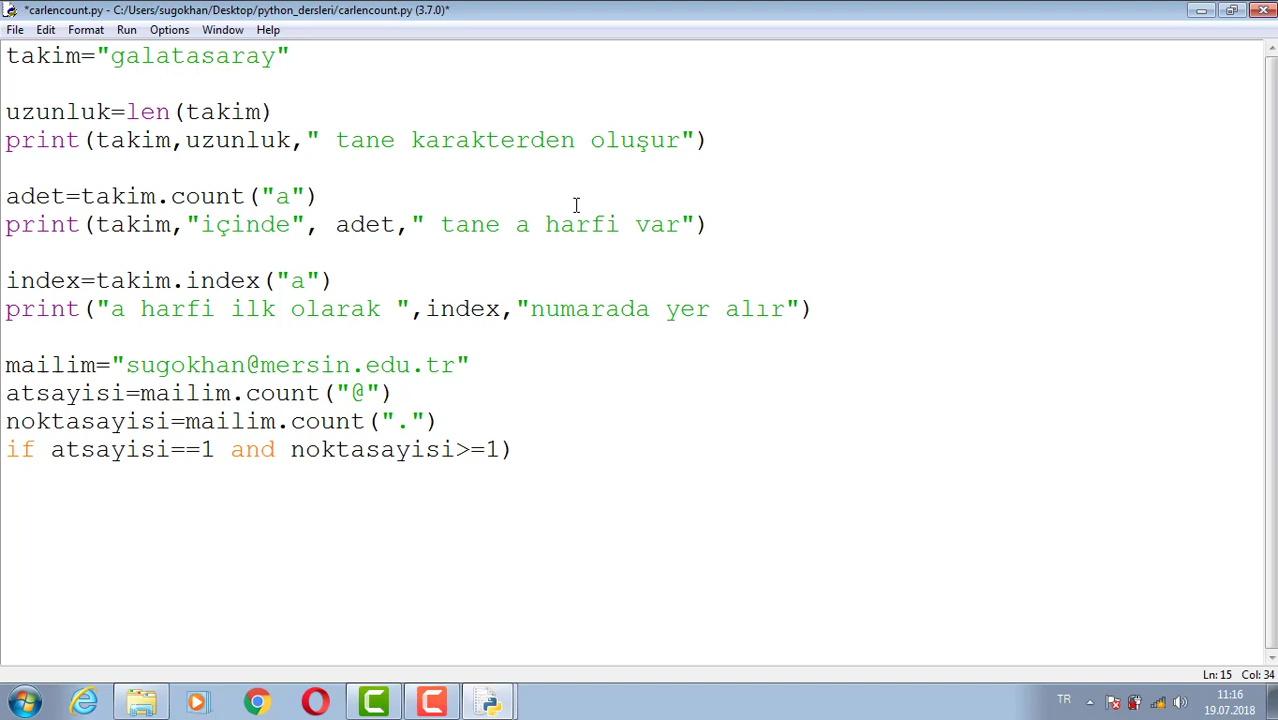 *carlencount.py - C:/Users/sugokhan/Desktop/python_dersleri/carlencount.py (3.7.0)*
File Edit Format Run Options Window Help
takim="galatasaray"
uzunluk=len(takim)
print(takim,uzunluk," tane karakterden oluşur")
adet=takim.count("a")
print(takim,"içinde", adet," tane a harfi var")
index=takim.index("a")
print("a harfi ilk olarak ",index,"numarada yer alır")
mailim="sugokhan@mersin.edu.tr"
atsayisi=mailim.count("@")
noktasayisi=mailim.count(".")
if atsayisi==1 and noktasayisi>=1)
Ln: 15 Col: 34
TR
11:16
19.07.2018